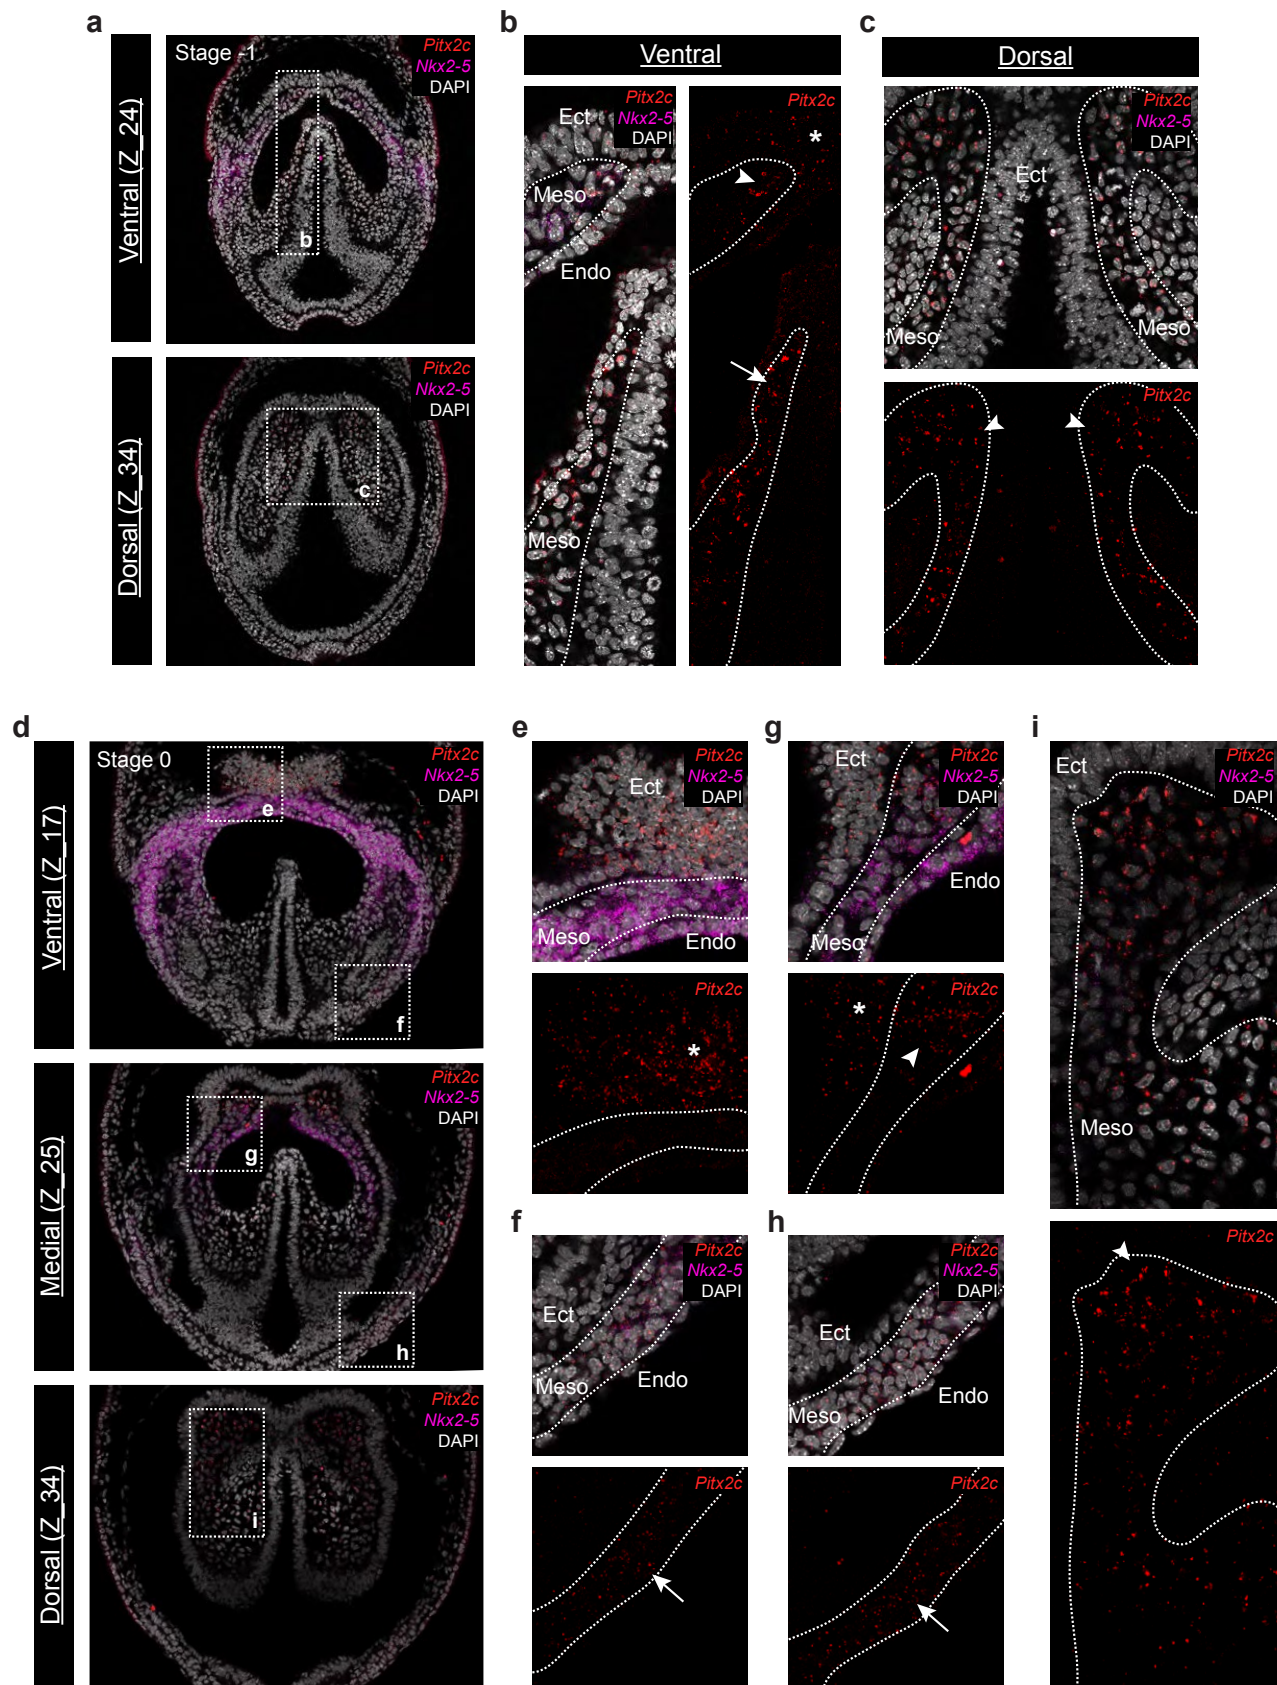 a
Ventral (Z_24)
Stage -1
Pitx2c
Nkx2-5
DAPI
b
Dorsal (Z_34)
Pitx2c
Nkx2-5
DAPI
c
b
Ventral
Pitx2c
Nkx2-5
DAPI
Ect
Meso
Endo
Meso
Pitx2c
*
c
Dorsal
Pitx2c
Nkx2-5
DAPI
Ect
Meso
Meso
Pitx2c
d
Ventral (Z_17)
Stage 0
Pitx2c
Nkx2-5
DAPI
e
f
Medial (Z_25)
Pitx2c
Nkx2-5
DAPI
g
h
Dorsal (Z_34)
Pitx2c
Nkx2-5
DAPI
i
e
Pitx2c
Nkx2-5
DAPI
Ect
Meso
Endo
Pitx2c
*
g
Pitx2c
Nkx2-5
DAPI
Ect
Endo
Meso
Pitx2c
*
f
Pitx2c
Nkx2-5
DAPI
Ect
Meso
Endo
Pitx2c
h
Pitx2c
Nkx2-5
DAPI
Ect
Meso
Endo
Pitx2c
i
Pitx2c
Nkx2-5
DAPI
Ect
Meso
Pitx2c